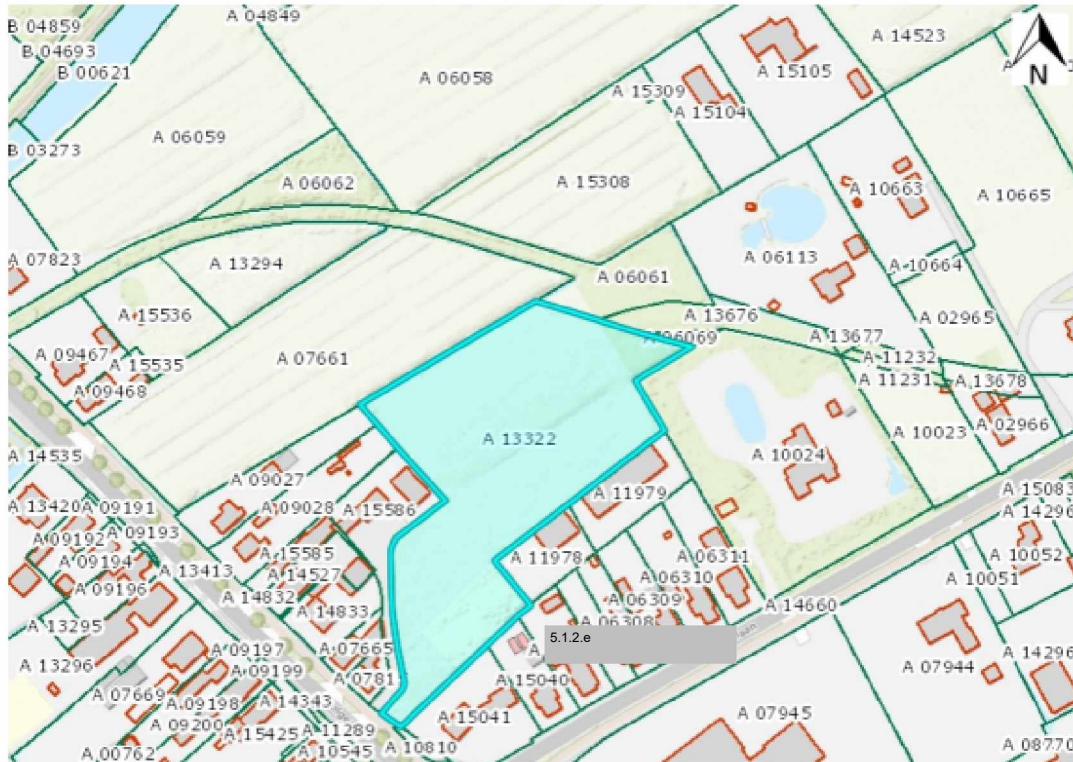 A 04849
B 04859
A 14523
B 04693
B 00621
A 06058
A 15105
A 15309
A 15104
A 06059
B 03273
A 06062
A 15308
A 10663
A 10665
A 07823
A 13294
A 06061
A 06113
A 10664
A 15536
A 13676
A 02965
A 06069
A 13677
A 09467
A 15535
A 07661
A 11232
A 09468
A 11231
A 13678
A 02966
A 13322
A 10023
A 14535
A 10024
A 09027
A 11979
A 15083
A 13420
A 09191
A 09028
A 15586
A 14296
A 09192
A 09193
A 15585
A 11978
A 06311
A 10052
A 09194
A 13413
A 14527
A 06310
A 10051
A 09196
A 14832
A 06309
A 14660
A 13295
A 14833
A 06308
5.1.2.e
laan
A 09197
A 07665
A
A 07944
A 14296
A 13296
A 09199
A 0781
A 15040
A 07669
A 09198
A 14343
A 15041
A 07945
A 09200
A 15425
A 11289
A 00762
A 10545
A 10810
A 08770
N